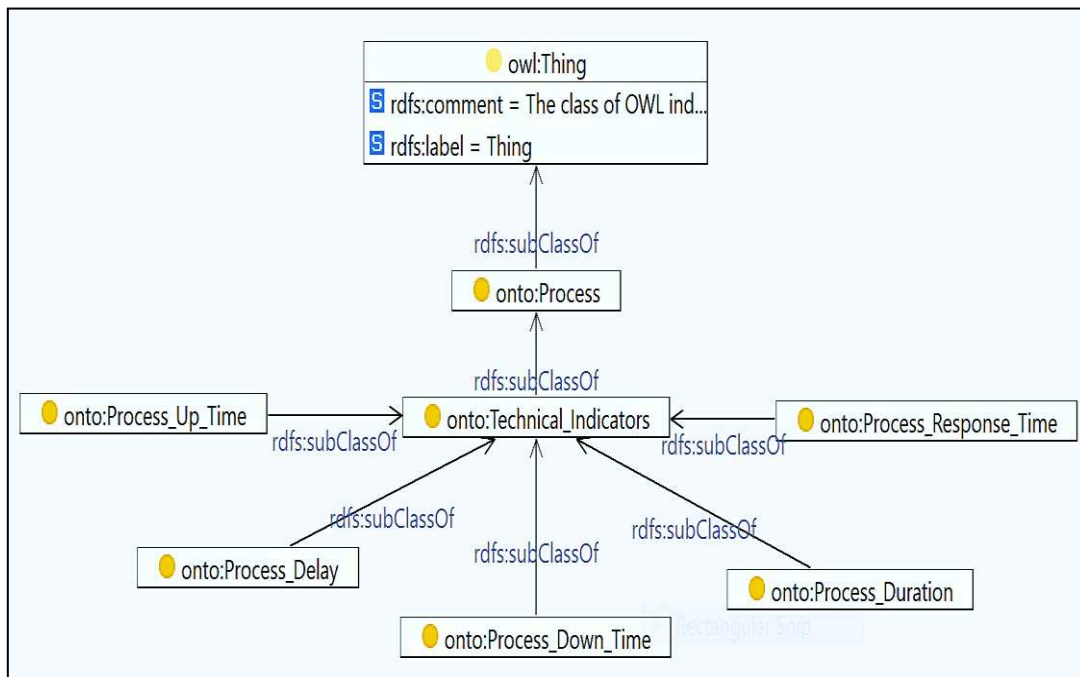 owl:Thing
S rdfs:comment = The class of OWL ind...
S rdfs:label = Thing
rdfs:subClassOf
onto:Process
rdfs:subClassOf
onto:Process_Up_Time
onto:Technical_Indicators
onto:Process_Response_Time
rdfs:subClassOf
rdfs:subClassOf
rdfs:subClassOf
rdfs:subClassOf
rdfs:subClassOf
onto:Process_Delay
onto:Process_Duration
onto:Process_Down_Time
Rectangular Snip